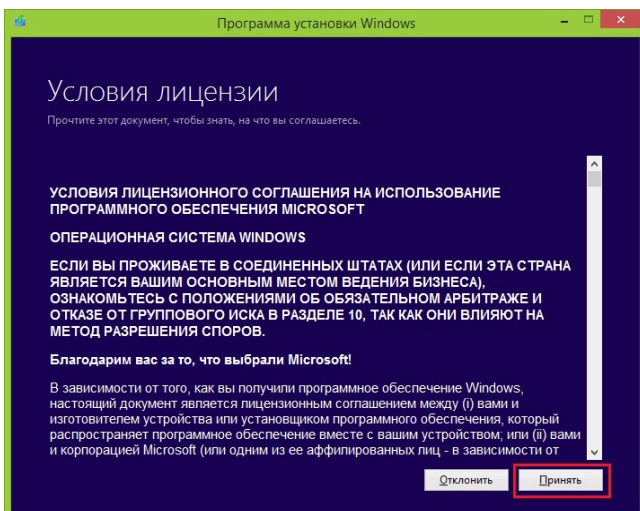 Программа установки Windows
Условия лицензии
Прочтите этот документ, чтобы знать, на что вы соглашаетесь.
УСЛОВИЯ ЛИЦЕНЗИОННОГО СОГЛАШЕНИЯ НА ИСПОЛЬЗОВАНИЕ
ПРОГРАММНОГО ОБЕСПЕЧЕНИЯ MICROSOFT
ОПЕРАЦИОННАЯ СИСТЕМА WINDOWS
ЕСЛИ ВЫ ПРОЖИВАЕТЕ В СОЕДИНЕННЫХ ШТАТАХ (ИЛИ ЕСЛИ ЭТА СТРАНА
ЯВЛЯЕТСЯ ВАШИМ ОСНОВНЫМ МЕСТОМ ВЕДЕНИЯ БИЗНЕСА),
ОЗНАКОМЬТЕСЬ С ПОЛОЖЕНИЯМИ ОБ ОБЯЗАТЕЛЬНОМ АРБИТРАЖЕ И
ОТКАЗЕ ОТ ГРУППОВОГО ИСКА В РАЗДЕЛЕ 10, ТАК КАК ОНИ ВЛИЯЮТ НА
МЕТОД РАЗРЕШЕНИЯ СПОРОВ.
Благодарим вас за то, что выбрали Microsoft!
В зависимости от того, как вы получили программное обеспечение Windows,
настоящий документ является лицензионным соглашением между (i) вами и
изготовителем устройства или установщиком программного обеспечения, который
распространяет программное обеспечение вместе с вашим устройством; или (ii) вами
и корпорацией Microsoft (или одним из ее аффилированных лиц - в зависимости от
Отклонить
Принять